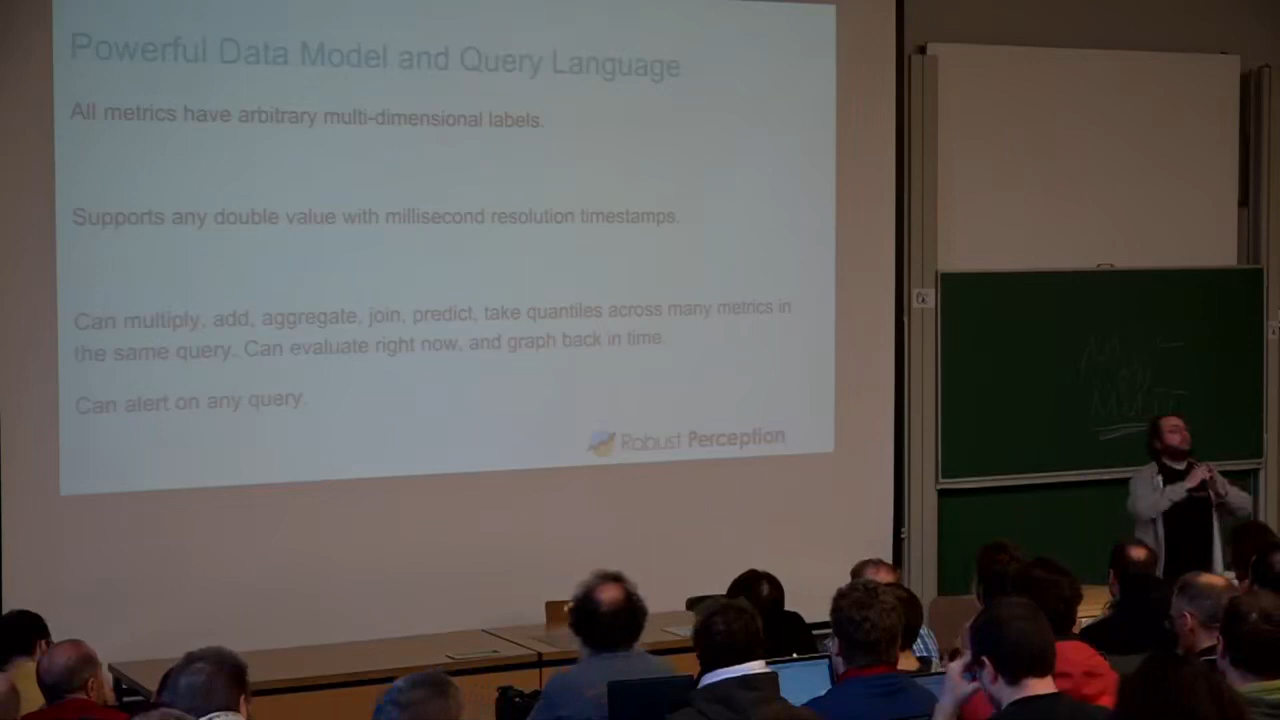 Powerful Data Model and Query Language
All metrics have arbitrary multi-dimensional labels.
Supports any double value with millisecond resolution timestamps.
Can multiply, add, aggregate, join, predict, take quantiles across many metrics in
the same query. Can evaluate right now, and graph back in time.
Can alert on any query.
Robust Perception